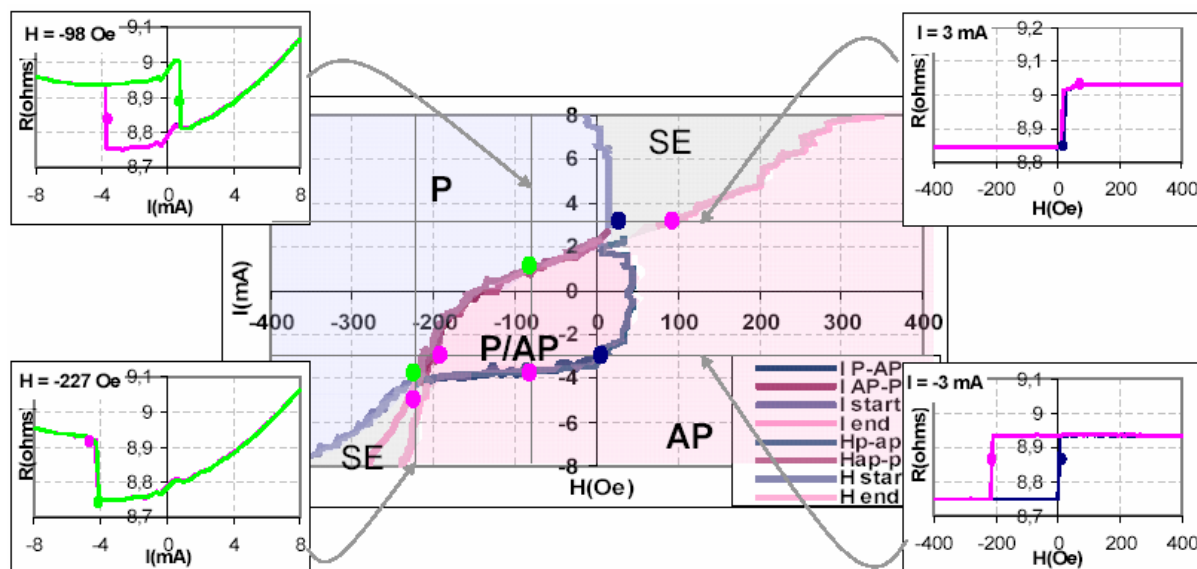 H = -98 Oe
9,1
9
8,9
8,8
8,7
R(ohms)
-8 -4 0 4 8
I(mA)
I = 3 mA
9,2
9,1
9
8,9
8,8
R(ohms)
-400 -200 0 200 400
H(Oe)
8
6
4
2
0
-2
-4
-6
-8
I(mA)
-400 -300 -200 -100 0 100 200 300 400
H(Oe)
P
SE
P/AP
AP
SE
I P-AP
I AP-P
I start
I end
Hp-ap
Hap-p
H start
H end
H = -227 Oe
9,1
9
8,9
8,8
8,7
R(ohms)
-8 -4 0 4 8
I(mA)
I = -3 mA
9,1
9
8,9
8,8
8,7
R(ohms)
-400 -200 0 200 400
H(Oe)